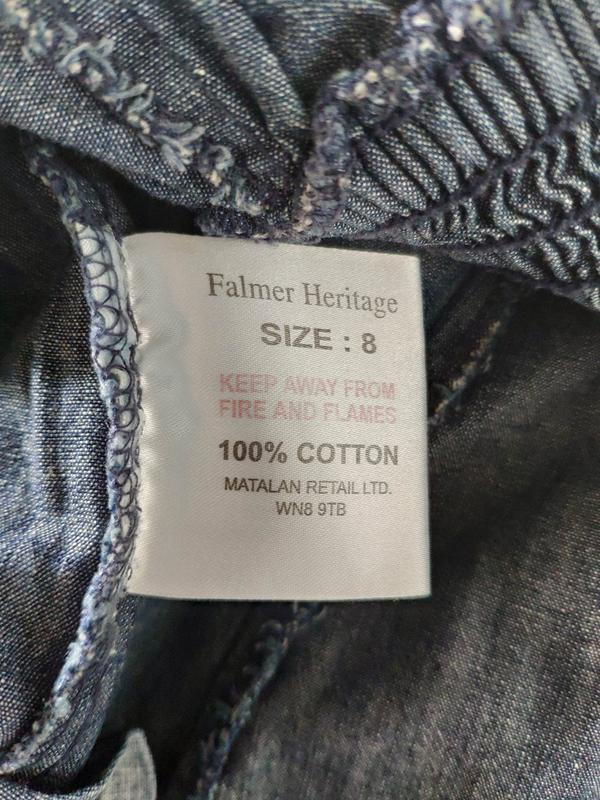 Falmer Heritage
SIZE : 8
KEEP AWAY FROM
FIRE AND FLAMES
100% COTTON
MATALAN RETAIL LTD.
WN8 9TB